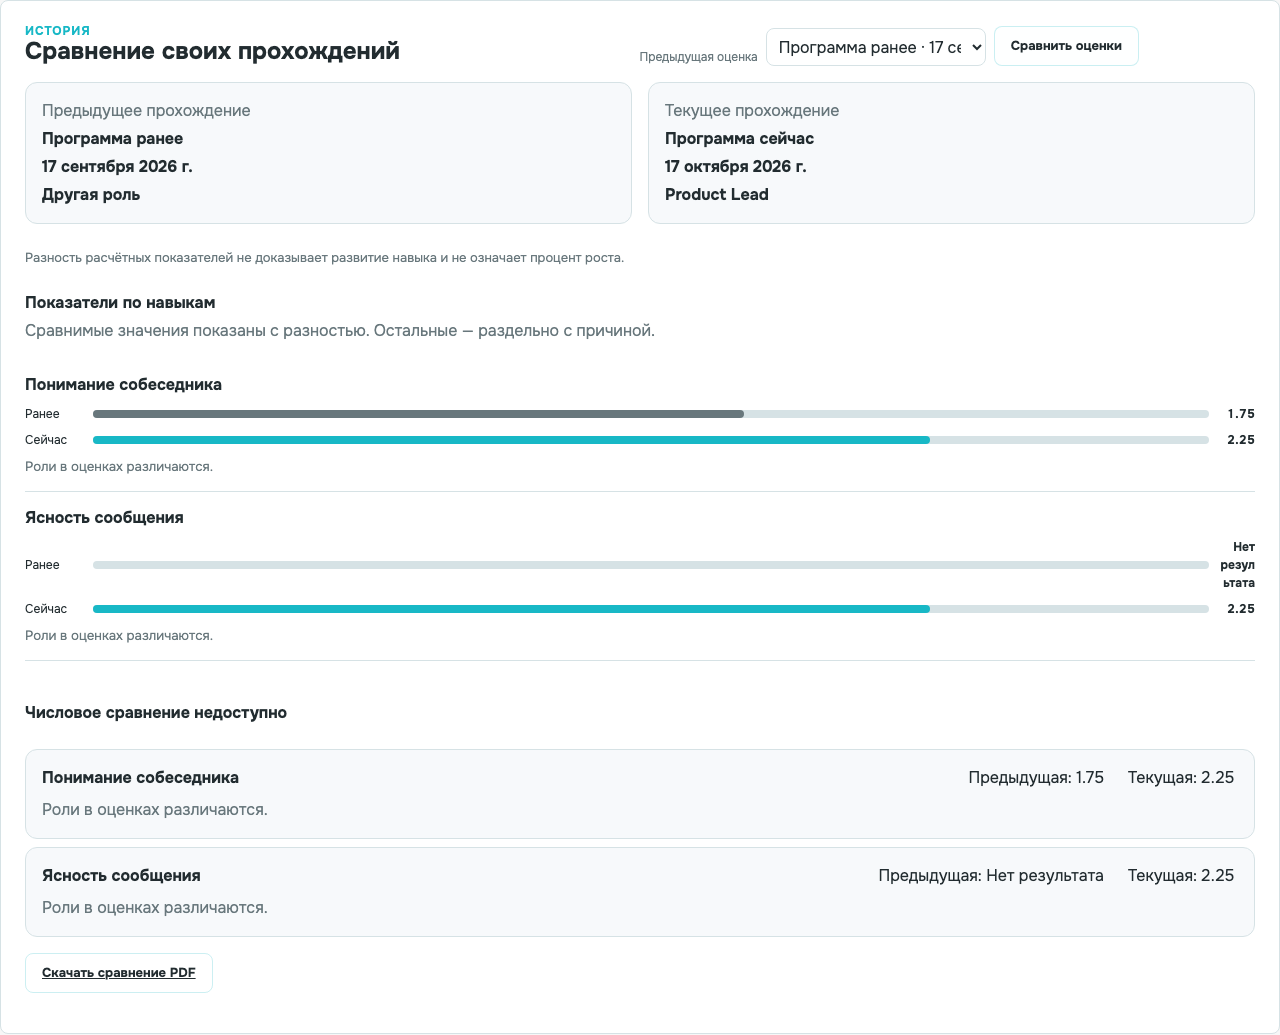 ИСТОРИЯ
Сравнение своих прохождений
Предыдущая оценка
Программа ранее · 17 се
Сравнить оценки
Предыдущее прохождение
Программа ранее
17 сентября 2026 г.
Другая роль
Текущее прохождение
Программа сейчас
17 октября 2026 г.
Product Lead
Разность расчётных показателей не доказывает развитие навыка и не означает процент роста.
Показатели по навыкам
Сравнимые значения показаны с разностью. Остальные — раздельно с причиной.
Понимание собеседника
Ранее 1.75
Сейчас 2.25
Роли в оценках различаются.
Ясность сообщения
Ранее
Нет
резул
ьтата
Сейчас 2.25
Роли в оценках различаются.
Числовое сравнение недоступно
Понимание собеседника Предыдущая: 1.75 Текущая: 2.25
Роли в оценках различаются.
Ясность сообщения Предыдущая: Нет результата Текущая: 2.25
Роли в оценках различаются.
Скачать сравнение PDF